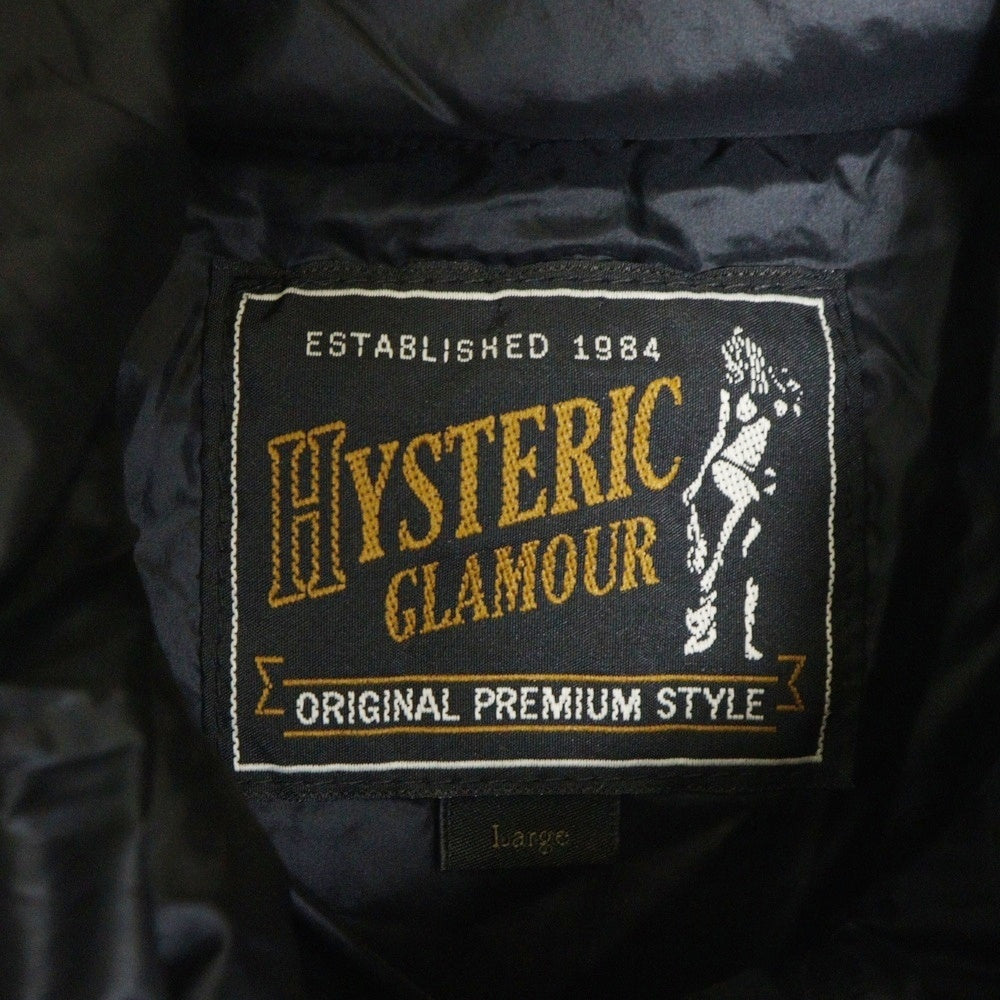 ESTABLISHED 1984
HYSTERIC
GLAMOUR
ORIGINAL PREMIUM STYLE
Large